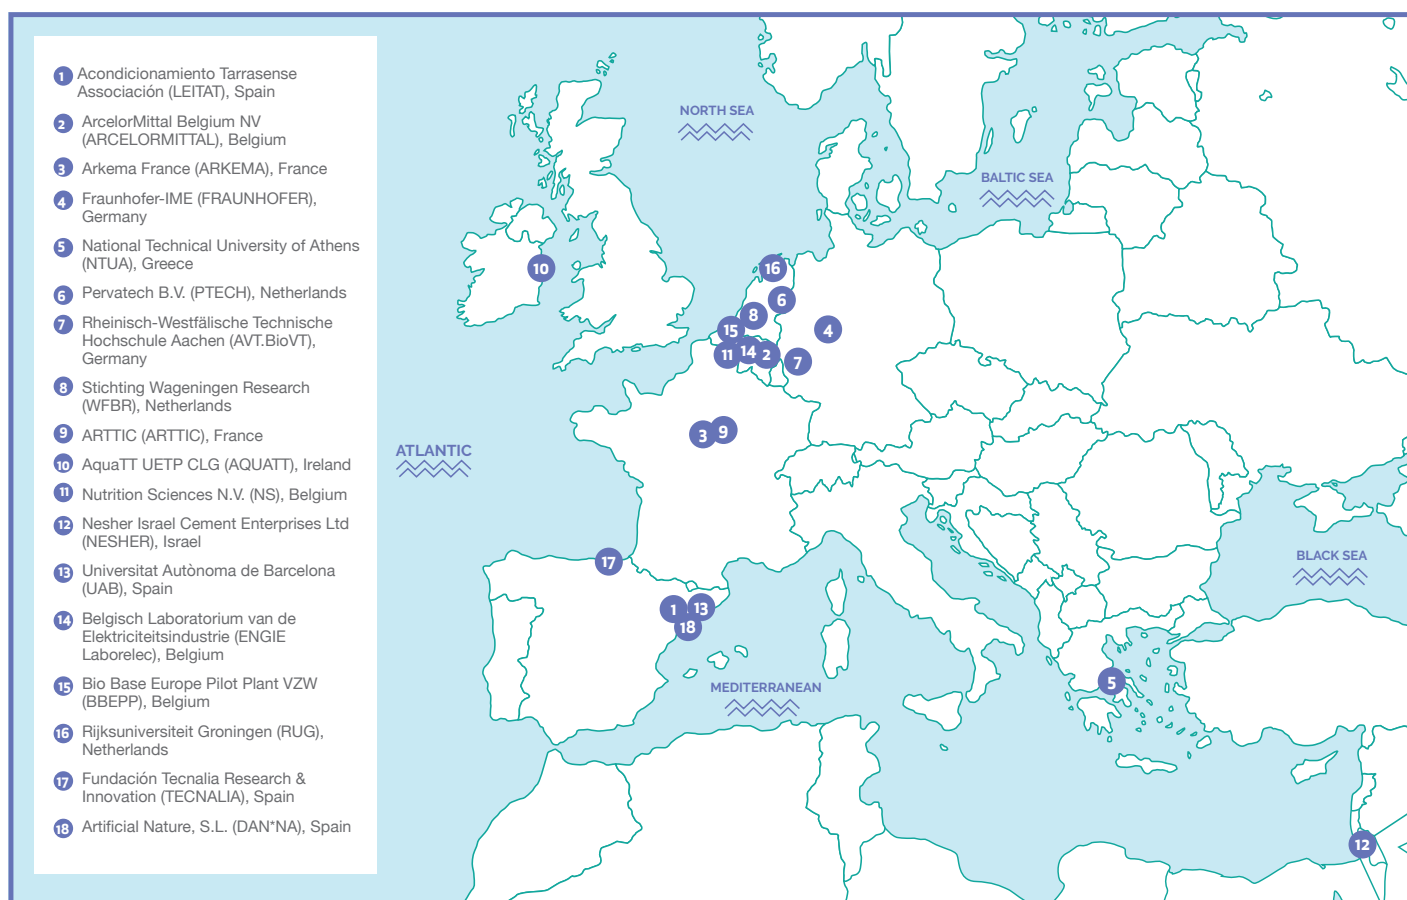 1 Acondicionamiento Tarrasense
Associación (LEITAT), Spain
2 ArcelorMittal Belgium NV
(ARCELORMITTAL), Belgium
3 Arkema France (ARKEMA), France
4 Fraunhofer-IME (FRAUNHOFER),
Germany
5 National Technical University of Athens
(NTUA), Greece
6 Pervatech B.V. (PTECH), Netherlands
7 Rheinisch-Westfälische Technische
Hochschule Aachen (AVT.BioVT),
Germany
8 Stichting Wageningen Research
(WFBR), Netherlands
9 ARTTIC (ARTTIC), France
10 AquaTT UETP CLG (AQUATT), Ireland
11 Nutrition Sciences N.V. (NS), Belgium
12 Nesher Israel Cement Enterprises Ltd
(NESHER), Israel
13 Universitat Autònoma de Barcelona
(UAB), Spain
14 Belgisch Laboratorium van de
Elektriciteitsindustrie (ENGIE
Laborelec), Belgium
15 Bio Base Europe Pilot Plant VZW
(BBEPP), Belgium
16 Rijksuniversiteit Groningen (RUG),
Netherlands
17 Fundación Tecnalia Research &
Innovation (TECNALIA), Spain
18 Artificial Nature, S.L. (DAN*NA), Spain
NORTH SEA
BALTIC SEA
10
16
6
8
15
4
11
14
2
7
3
9
ATLANTIC
BLACK SEA
17
1
13
18
MEDITERRANEAN
5
12